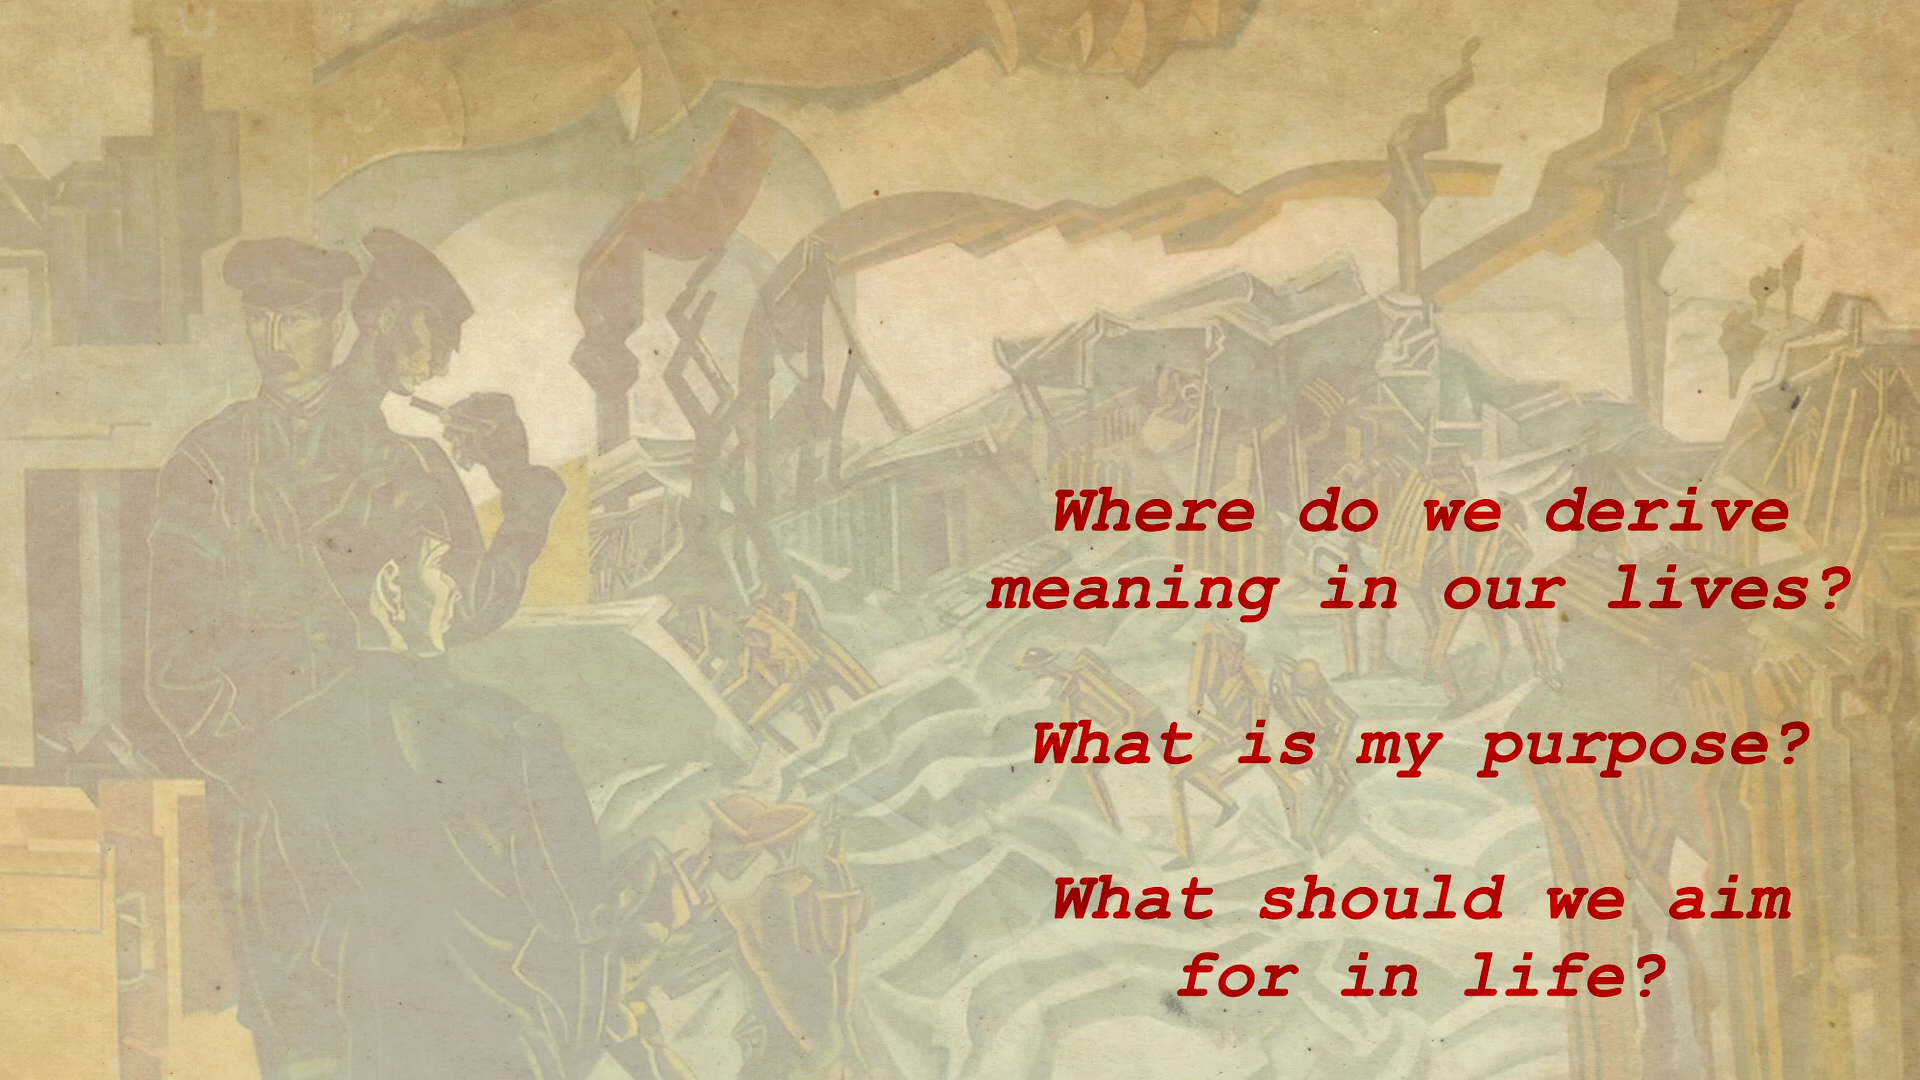 Where do we derive
meaning in our lives?
What is my purpose?
What should we aim
for in life?